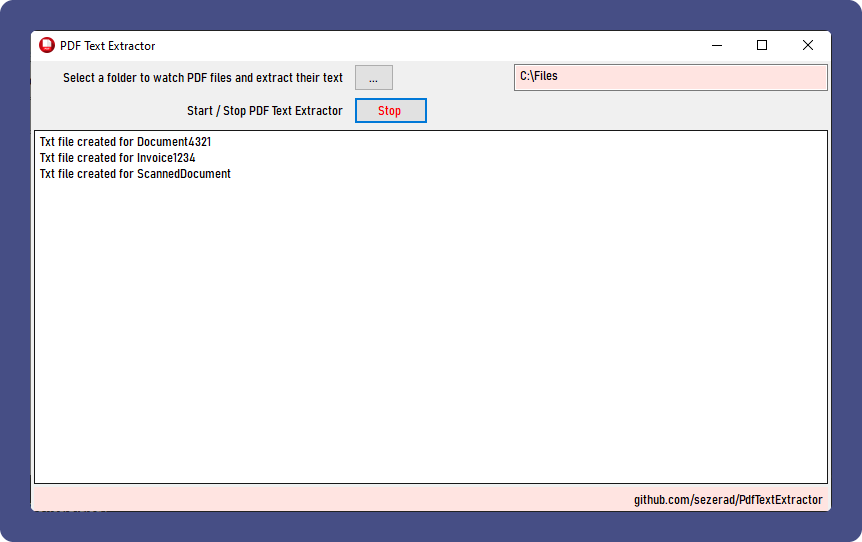 PDF Text Extractor
Select a folder to watch PDF files and extract their text ... C:\Files
Start / Stop PDF Text Extractor Stop
Txt file created for Document4321
Txt file created for Invoice1234
Txt file created for ScannedDocument
github.com/sezerad/PdfTextExtractor